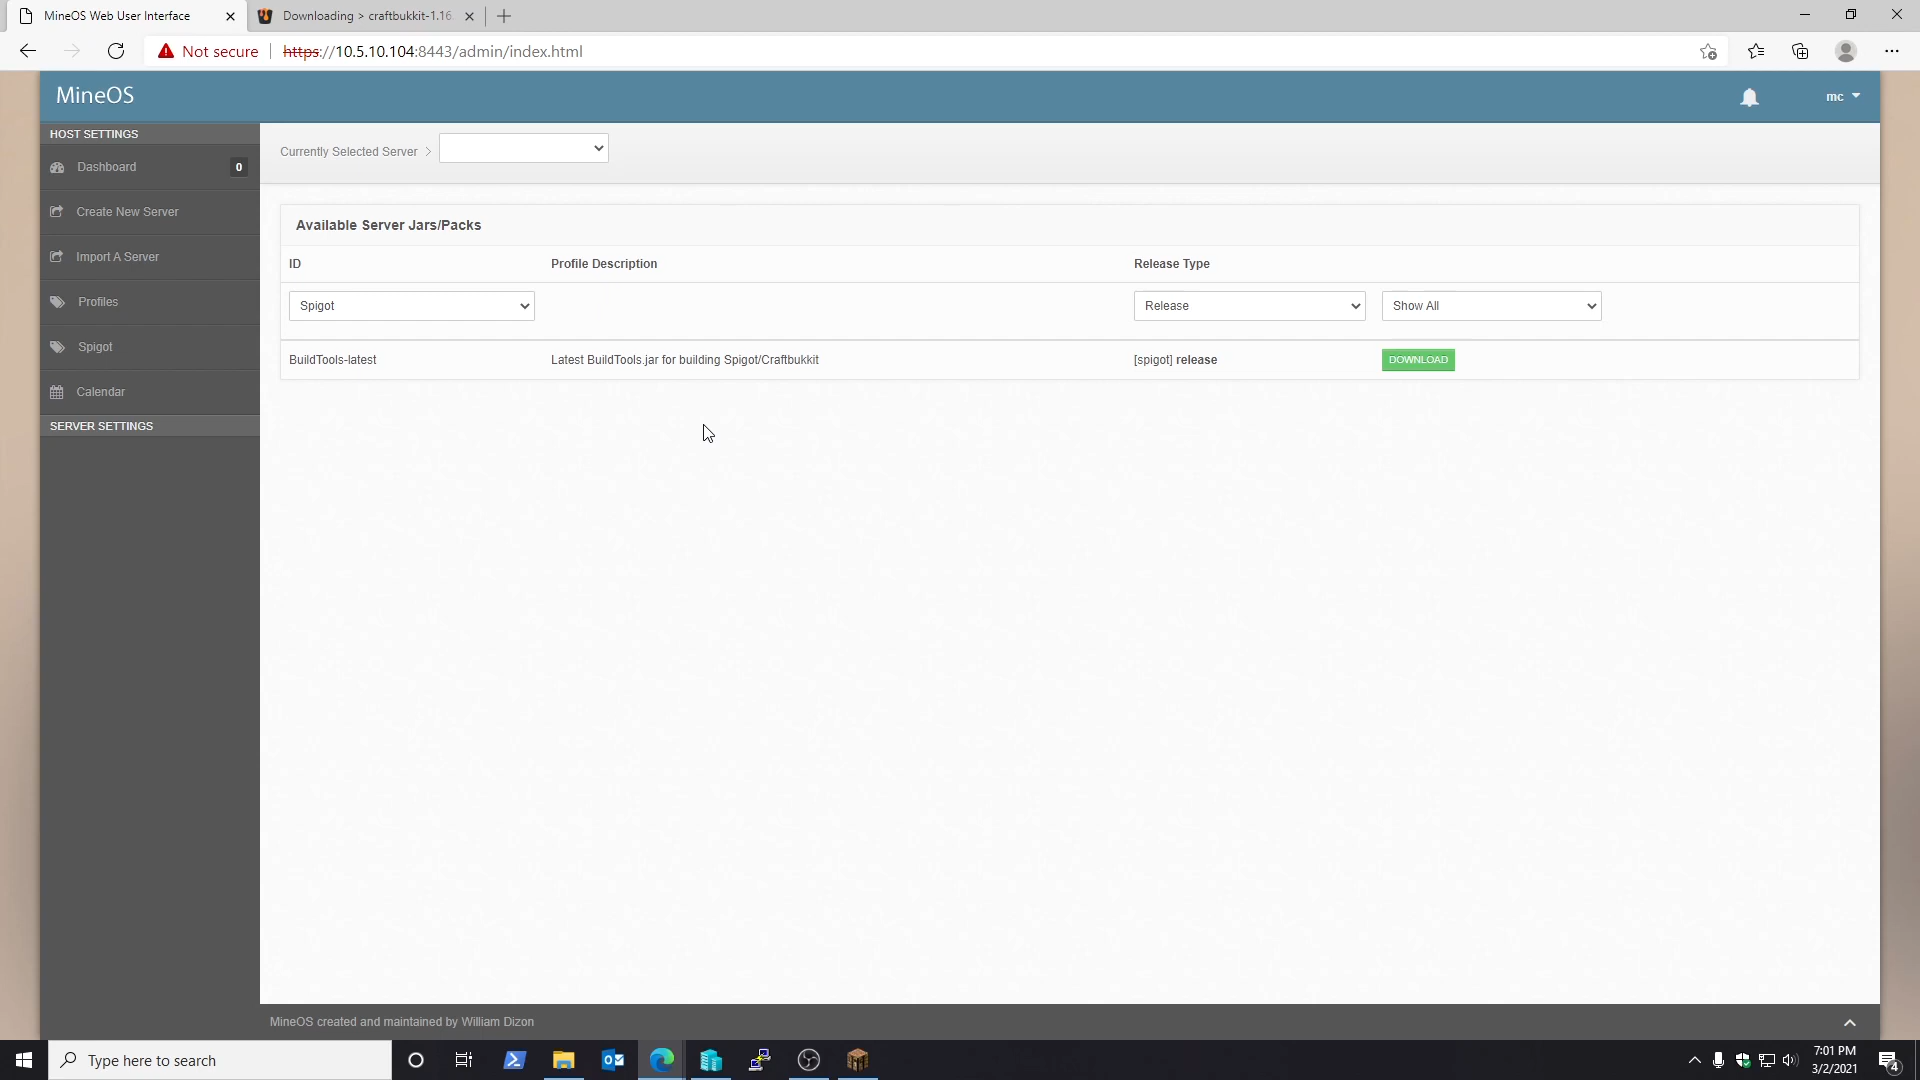 MineOS Web User Interface
Downloading > craftbukkit-1.16.
Not secure
https://10.5.10.104:8443/admin/index.html
MineOS
mc
HOST SETTINGS
Dashboard
0
Create New Server
Import A Server
Profiles
Spigot
Calendar
SERVER SETTINGS
Currently Selected Server
Available Server Jars/Packs
ID Profile Description Release Type
Spigot Release Show All
BuildTools-latest Latest BuildTools.jar for building Spigot/Craftbukkit [spigot] release DOWNLOAD
MineOS created and maintained by William Dizon
Type here to search
7:01 PM
3/2/2021
4